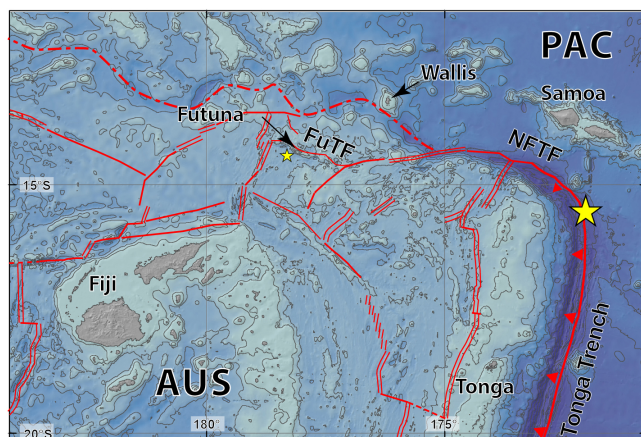 PAC
Wallis
Samoa
Futuna
FuTF
NFTF
15°S
Fiji
AUS
Tonga
Tonga Trench
20°S
180°
175°